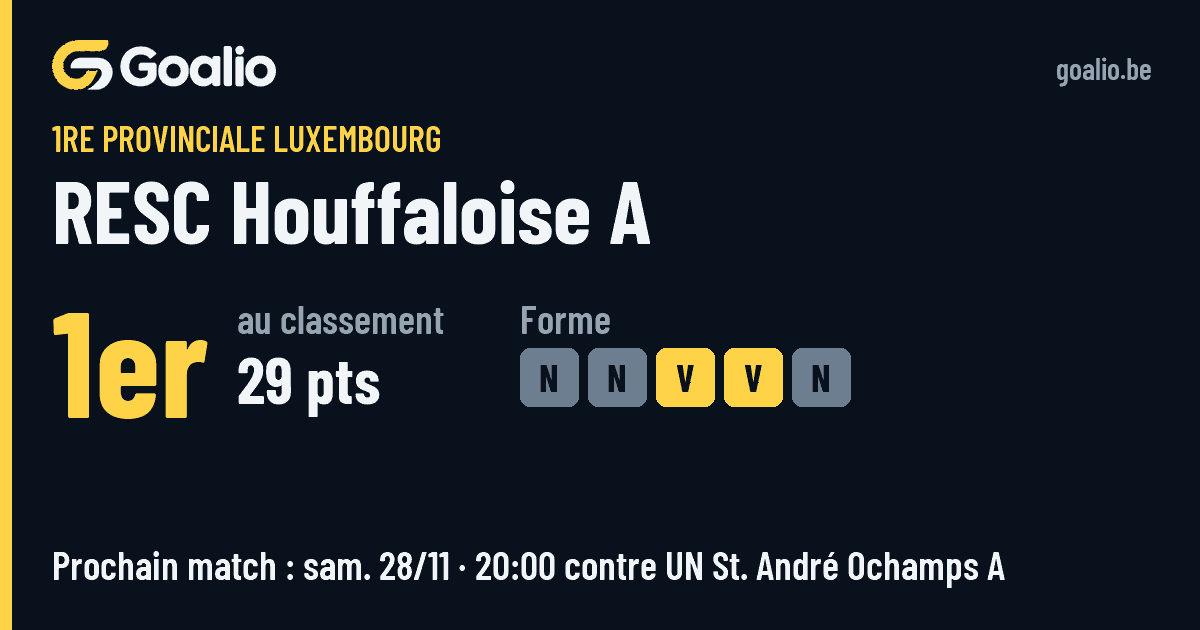 Goalio
goalio.be
1RE PROVINCIALE LUXEMBOURG
RESC Houffaloise A
1er
au classement
29 pts
Forme
N N V V N
Prochain match : sam. 28/11 · 20:00 contre UN St. André Ochamps A